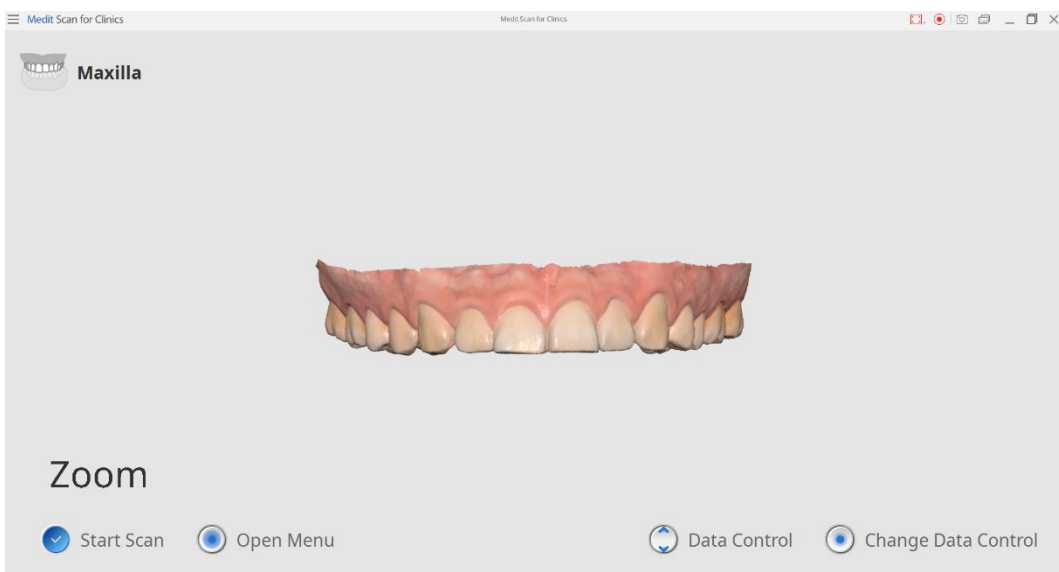 Medit Scan for Clinics
Medit Scan for Clinics
Maxilla
Zoom
Start Scan
Open Menu
Data Control
Change Data Control